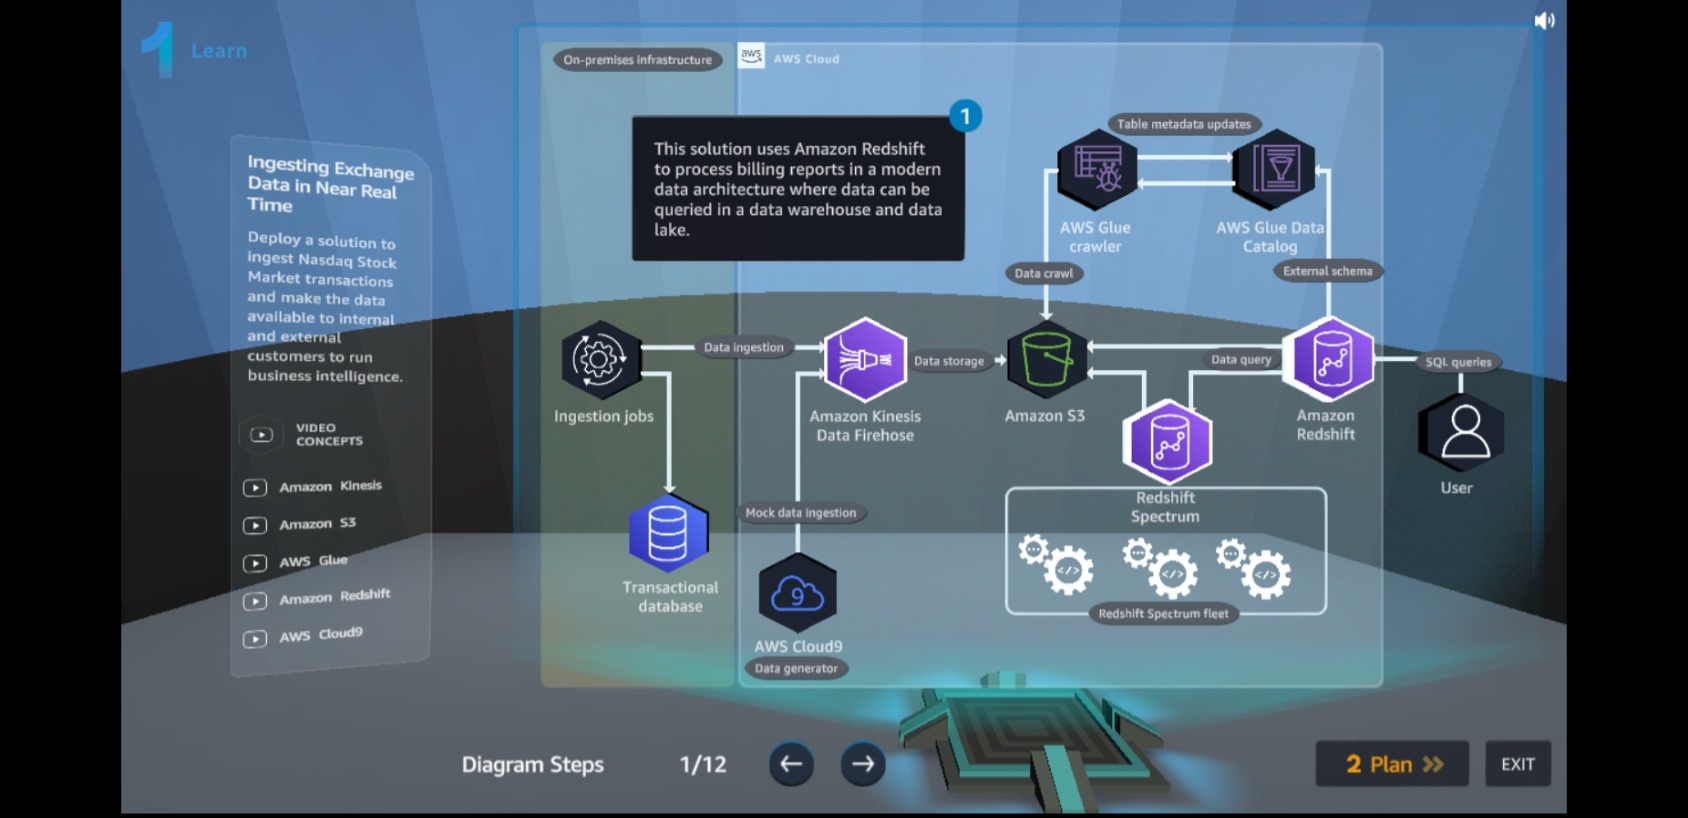 1 Learn
Ingesting Exchange
Data in Near Real
Time
Deploy a solution to
ingest Nasdaq Stock
Market transactions
and make the data
available to internal
and external
customers to run
business intelligence.
VIDEO
CONCEPTS
Amazon Kinesis
Amazon S3
AWS Glue
Amazon Redshift
AWS Cloud9
On-premises infrastructure
aws
AWS Cloud
1
This solution uses Amazon Redshift
to process billing reports in a modern
data architecture where data can be
queried in a data warehouse and data
lake.
Table metadata updates
AWS Glue
crawler
AWS Glue Data
Catalog
Data crawl
External schema
Data ingestion
Data storage
Data query
SQL queries
Ingestion jobs
Amazon Kinesis
Data Firehose
Amazon S3
Amazon
Redshift
User
Redshift
Spectrum
Mock data ingestion
Transactional
database
9
AWS Cloud9
Data generator
Redshift Spectrum fleet
Diagram Steps 1/12
2 Plan
EXIT